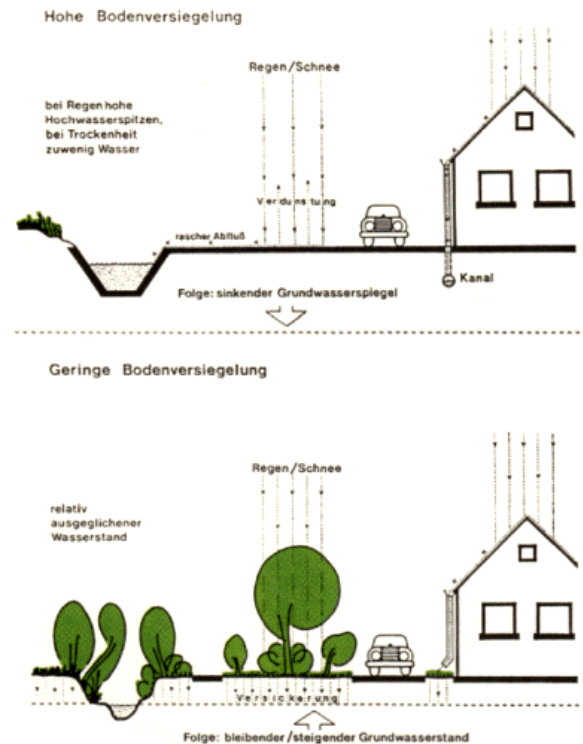 Hohe Bodenversiegelung
Regen/Schnee
bei Regen hohe
Hochwasserspitzen,
bei Trockenheit
zuwenig Wasser
Verdunstung
rascher Abfluß
Kanal
Folge: sinkender Grundwasserspiegel
Geringe Bodenversiegelung
Regen/Schnee
relativ
ausgeglichener
Wasserstand
Versickerung
Folge: bleibender/steigender Grundwasserstand